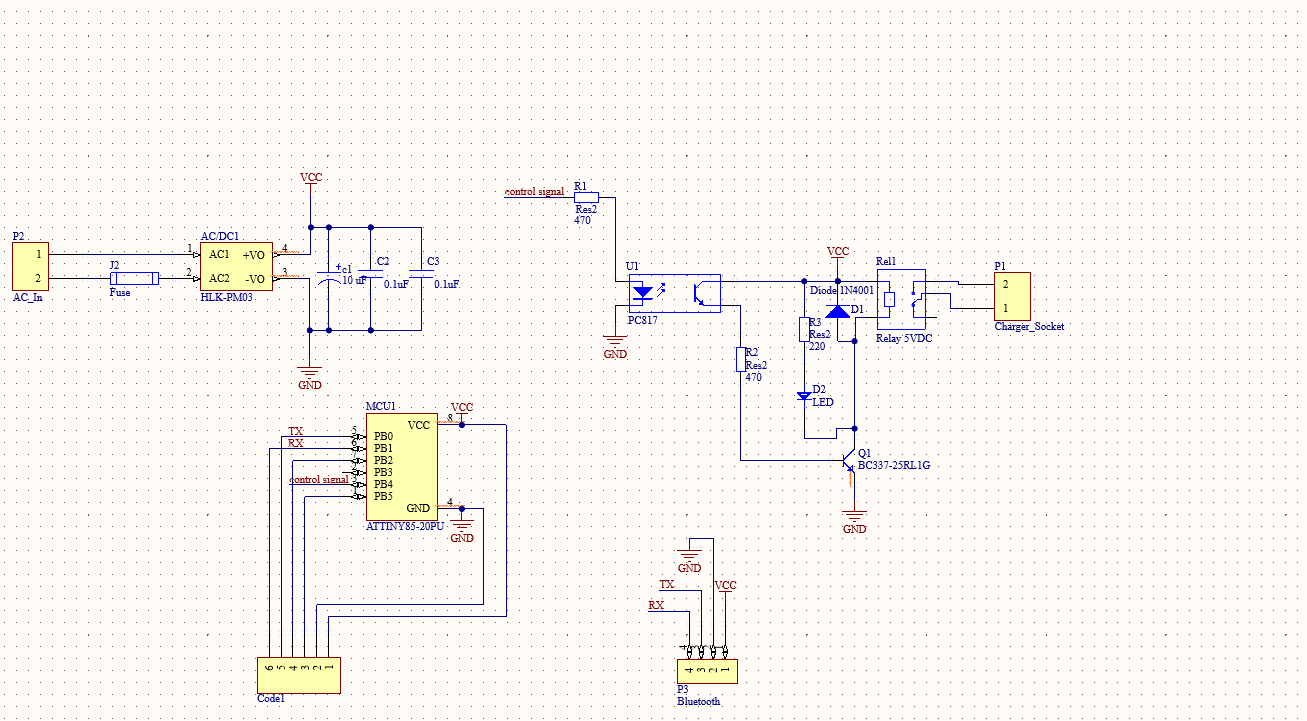 VCC
P2
1
2
AC_In
J2
Fuse
AC/DC1
1
AC1
+VO
4
2
AC2
-VO
3
HLK-PM03
c1
10 uF
C2
0.1uF
C3
0.1uF
GND
control signal
R1
Res2
470
U1
PC817
GND
R2
Res2
470
VCC
Diode 1N4001
D1
R3
Res2
220
D2
LED
Rel1
Relay 5VDC
P1
2
1
Charger_Socket
Q1
BC337-25RL1G
GND
MCU1
VCC
8
VCC
TX
5
PB0
RX
6
PB1
PB2
PB3
control signal
PB4
PB5
GND
4
GND
ATTINY85-20PU
6
5
4
3
2
1
Code1
GND
TX
VCC
RX
4
3
2
1
P3
Bluetooth